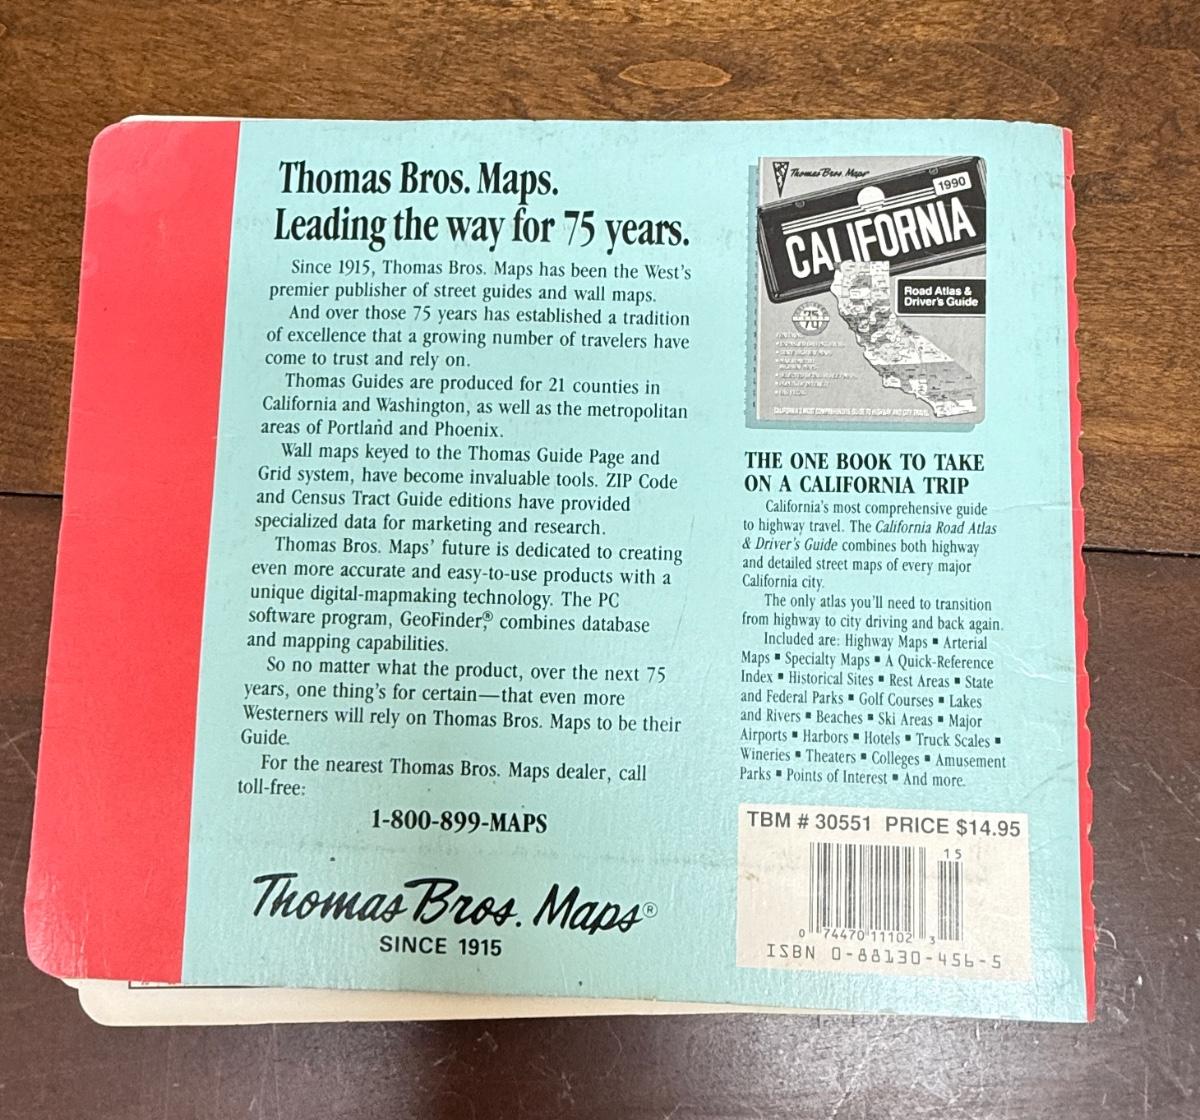 Thomas Bros. Maps.
Leading the way for 75 years.
Since 1915, Thomas Bros. Maps has been the West's
premier publisher of street guides and wall maps.
And over those 75 years has established a tradition
of excellence that a growing number of travelers have
come to trust and rely on.
Thomas Guides are produced for 21 counties in
California and Washington, as well as the metropolitan
areas of Portland and Phoenix.
Wall maps keyed to the Thomas Guide Page and
Grid system, have become invaluable tools. ZIP Code
and Census Tract Guide editions have provided
specialized data for marketing and research.
Thomas Bros. Maps' future is dedicated to creating
even more accurate and easy-to-use products with a
unique digital-mapmaking technology. The PC
software program, GeoFinder,® combines database
and mapping capabilities.
So no matter what the product, over the next 75
years, one thing's for certain—that even more
Westerners will rely on Thomas Bros. Maps to be their
Guide.
For the nearest Thomas Bros. Maps dealer, call
toll-free:
1-800-899-MAPS
Thomas Bros. Maps®
SINCE 1915
Thomas Bros. Maps®
1990
CALIFORNIA
Road Atlas &
Driver's Guide
75
CALIFORNIA'S MOST COMPREHENSIVE GUIDE TO HIGHWAY AND CITY TRAVEL
THE ONE BOOK TO TAKE
ON A CALIFORNIA TRIP
California's most comprehensive guide
to highway travel. The California Road Atlas
& Driver's Guide combines both highway
and detailed street maps of every major
California city.
The only atlas you'll need to transition
from highway to city driving and back again.
Included are: Highway Maps ▪ Arterial
Maps ▪ Specialty Maps ▪ A Quick-Reference
Index ▪ Historical Sites ▪ Rest Areas ▪ State
and Federal Parks ▪ Golf Courses ▪ Lakes
and Rivers ▪ Beaches ▪ Ski Areas ▪ Major
Airports ▪ Harbors ▪ Hotels ▪ Truck Scales ▪
Wineries ▪ Theaters ▪ Colleges ▪ Amusement
Parks ▪ Points of Interest ▪ And more.
TBM # 30551 PRICE $14.95
15
0 74470 11102 3
ISBN 0-88130-456-5